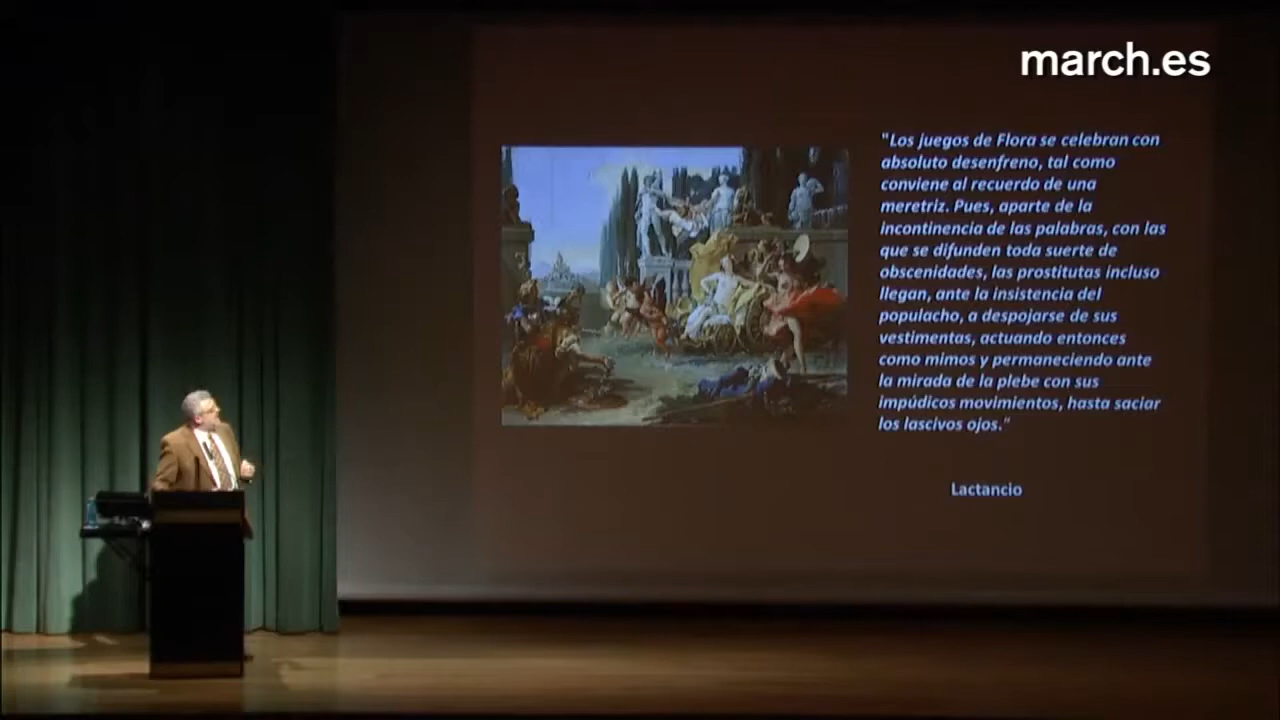 march.es
"Los juegos de Flora se celebran con
absoluto desenfreno, tal como
conviene al recuerdo de una
meretriz. Pues, aparte de la
incontinencia de las palabras, con las
que se difunden toda suerte de
obscenidades, las prostitutas incluso
llegan, ante la insistencia del
populacho, a despojarse de sus
vestimentas, actuando entonces
como mimos y permaneciendo ante
la mirada de la plebe con sus
impúdicos movimientos, hasta saciar
los lascivos ojos."
Lactancio